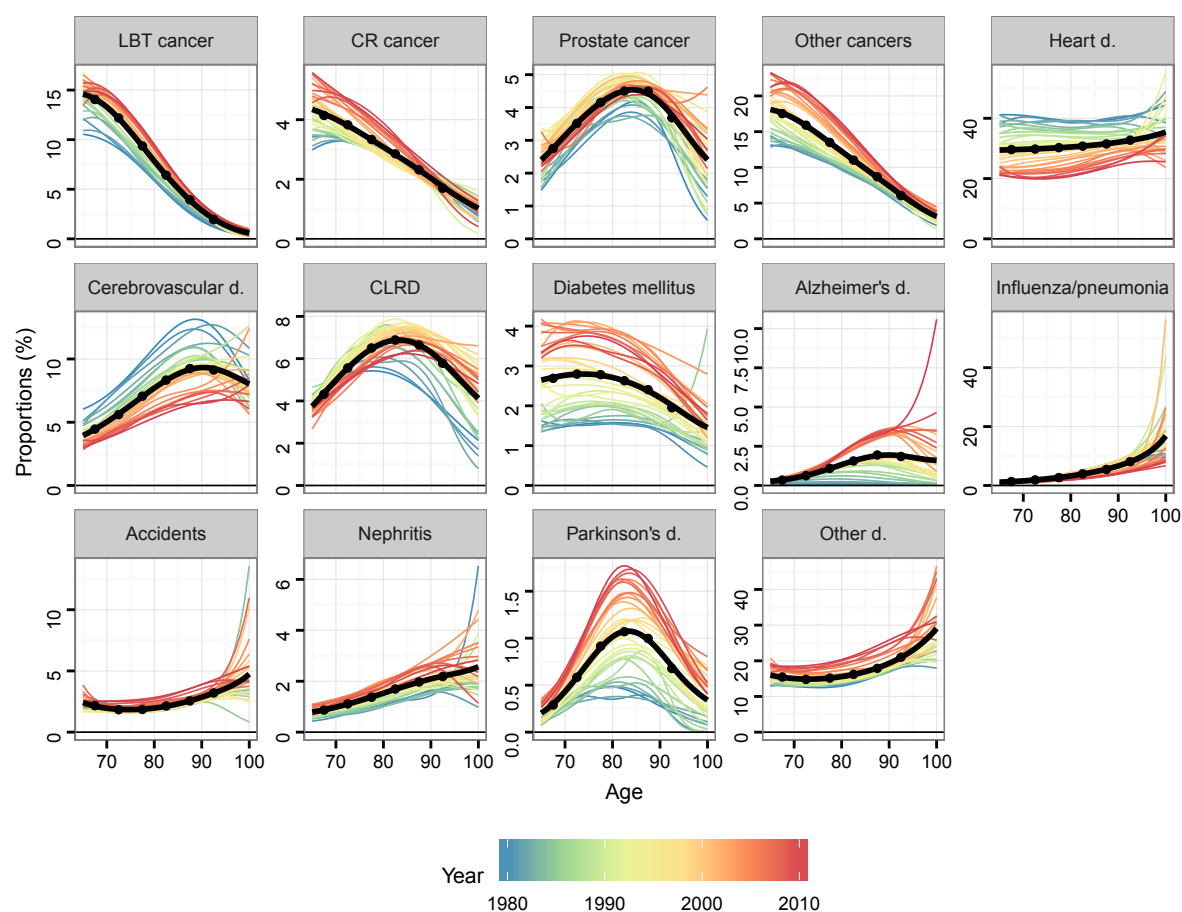 LBT cancer CR cancer Prostate cancer Other cancers Heart d.
0 5 10 15
0 2 4
0 1 2 3 4 5
0 5 10 15 20
0 20 40
Proportions (%)
Cerebrovascular d. CLRD Diabetes mellitus Alzheimer's d. Influenza/pneumonia
0 5 10
0 2 4 6 8
0 1 2 3 4
0.0 2.5 5.0 7.5 10.0
0 20 40
70 80 90 100
Accidents Nephritis Parkinson's d. Other d.
0 5 10
0 2 4 6
0.0 0.5 1.0 1.5
0 10 20 30 40
70 80 90 100 70 80 90 100 70 80 90 100 70 80 90 100
Age
Year
1980 1990 2000 2010